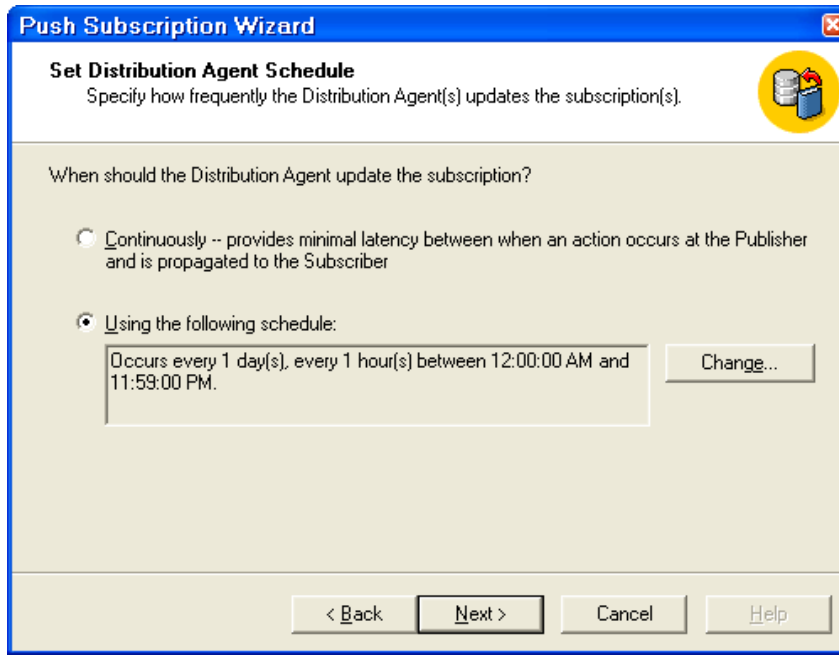 Push Subscription Wizard
Set Distribution Agent Schedule
Specify how frequently the Distribution Agent(s) updates the subscription(s).
When should the Distribution Agent update the subscription?
Continuously -- provides minimal latency between when an action occurs at the Publisher
and is propagated to the Subscriber
Using the following schedule:
Occurs every 1 day(s), every 1 hour(s) between 12:00:00 AM and
11:59:00 PM.
Change...
< Back
Next >
Cancel
Help